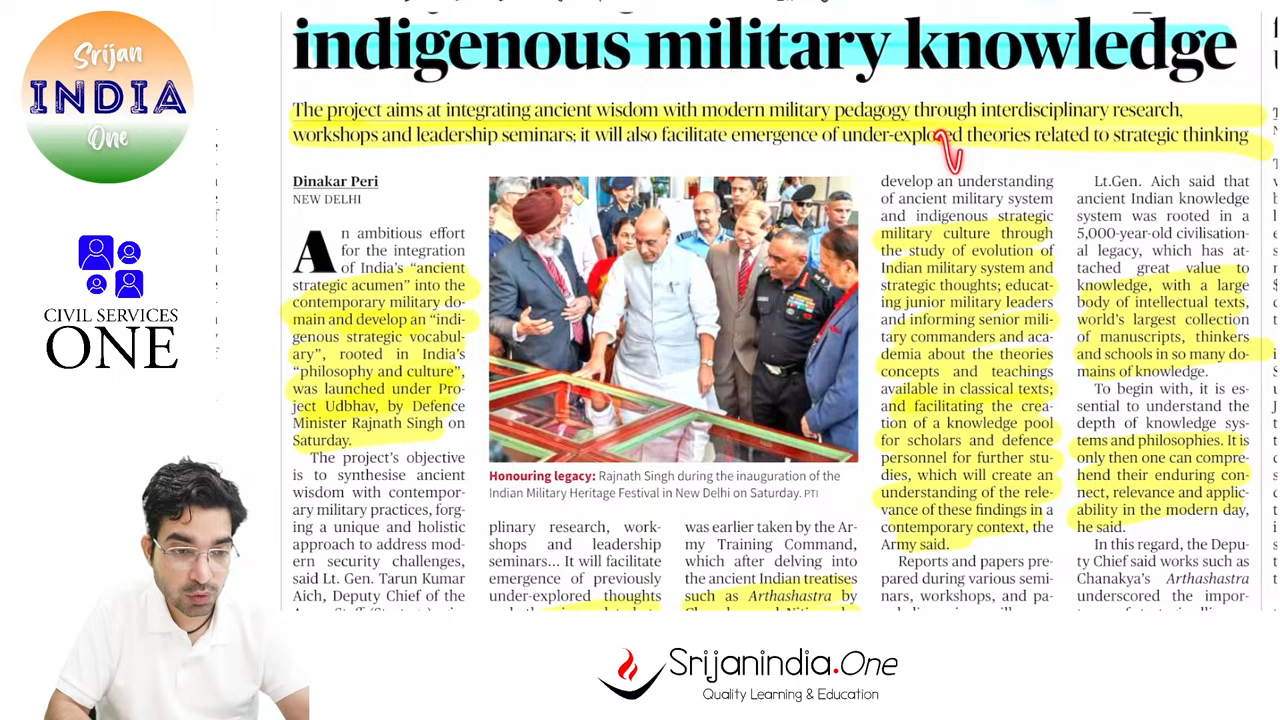 Srijan
INDIA
One
CIVIL SERVICES
ONE
indigenous military knowledge
The project aims at integrating ancient wisdom with modern military pedagogy through interdisciplinary research,
workshops and leadership seminars; it will also facilitate emergence of under-explored theories related to strategic thinking
Dinakar Peri
NEW DELHI
An ambitious effort
for the integration
of India's "ancient
strategic acumen" into the
contemporary military do-
main and develop an "indi-
genous strategic vocabul-
ary", rooted in India's
"philosophy and culture",
was launched under Pro-
ject Udbhav, by Defence
Minister Rajnath Singh on
Saturday.
The project's objective
is to synthesise ancient
wisdom with contempor-
ary military practices, forg-
ing a unique and holistic
approach to address mod-
ern security challenges,
said Lt. Gen. Tarun Kumar
Aich, Deputy Chief of the
Honouring legacy: Rajnath Singh during the inauguration of the
Indian Military Heritage Festival in New Delhi on Saturday. PTI
plinary research, work-
shops and leadership
seminars... It will facilitate
emergence of previously
under-explored thoughts
was earlier taken by the Ar-
my Training Command,
which after delving into
the ancient Indian treatises
such as Arthashastra by
develop an understanding
of ancient military system
and indigenous strategic
military culture through
the study of evolution of
Indian military system and
strategic thoughts; educat-
ing junior military leaders
and informing senior mili-
tary commanders and aca-
demia about the theories
concepts and teachings
available in classical texts;
and facilitating the crea-
tion of a knowledge pool
for scholars and defence
personnel for further stu-
dies, which will create an
understanding of the rele-
vance of these findings in a
contemporary context, the
Army said.
Reports and papers pre-
pared during various semi-
nars, workshops, and pa-
Lt.Gen. Aich said that
ancient Indian knowledge
system was rooted in a
5,000-year-old civilisation-
al legacy, which has at-
tached great value to
knowledge, with a large
body of intellectual texts,
world's largest collection
of manuscripts, thinkers
and schools in so many do-
mains of knowledge.
To begin with, it is es-
sential to understand the
depth of knowledge sys-
tems and philosophies. It is
only then one can compre-
hend their enduring con-
nect, relevance and applic-
ability in the modern day,
he said.
In this regard, the Depu-
ty Chief said works such as
Chanakya's Arthashastra
underscored the impor-
Srijanindia.One
Quality Learning & Education